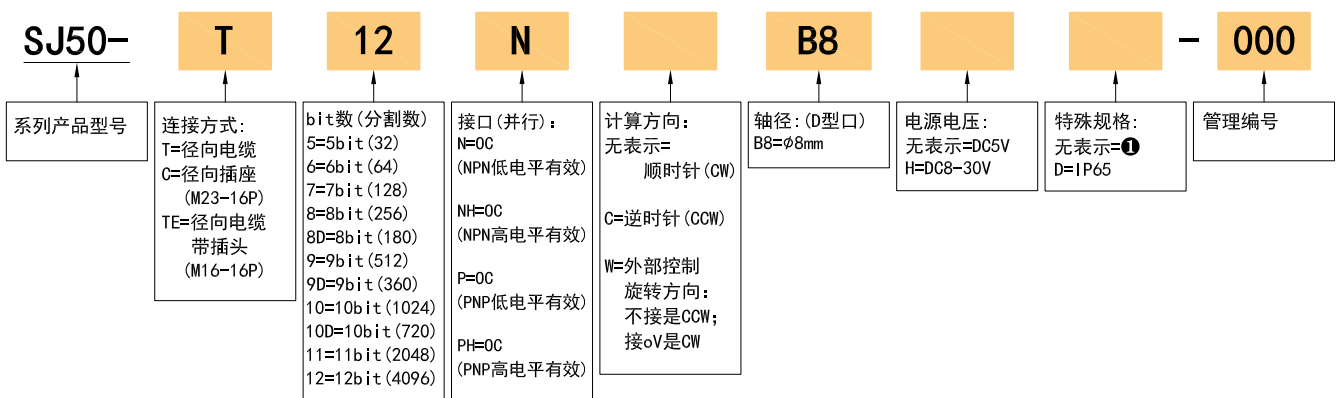 SJ50- T 12 N B8 - 000
系列产品型号
连接方式:
T=径向电缆
C=径向插座
(M23-16P)
TE=径向电缆
带插头
(M16-16P)
bit数(分割数)
5=5bit(32)
6=6bit(64)
7=7bit(128)
8=8bit(256)
8D=8bit(180)
9=9bit(512)
9D=9bit(360)
10=10bit(1024)
10D=10bit(720)
11=11bit(2048)
12=12bit(4096)
接口(并行):
N=OC
(NPN低电平有效)
NH=OC
(NPN高电平有效)
P=OC
(PNP低电平有效)
PH=OC
(PNP高电平有效)
计算方向:
无表示=
顺时针(CW)
C=逆时针(CCW)
W=外部控制
旋转方向:
不接是CCW;
接oV是CW
轴径:(D型口)
B8=φ8mm
电源电压:
无表示=DC5V
H=DC8-30V
特殊规格:
无表示=❶
D=IP65
管理编号